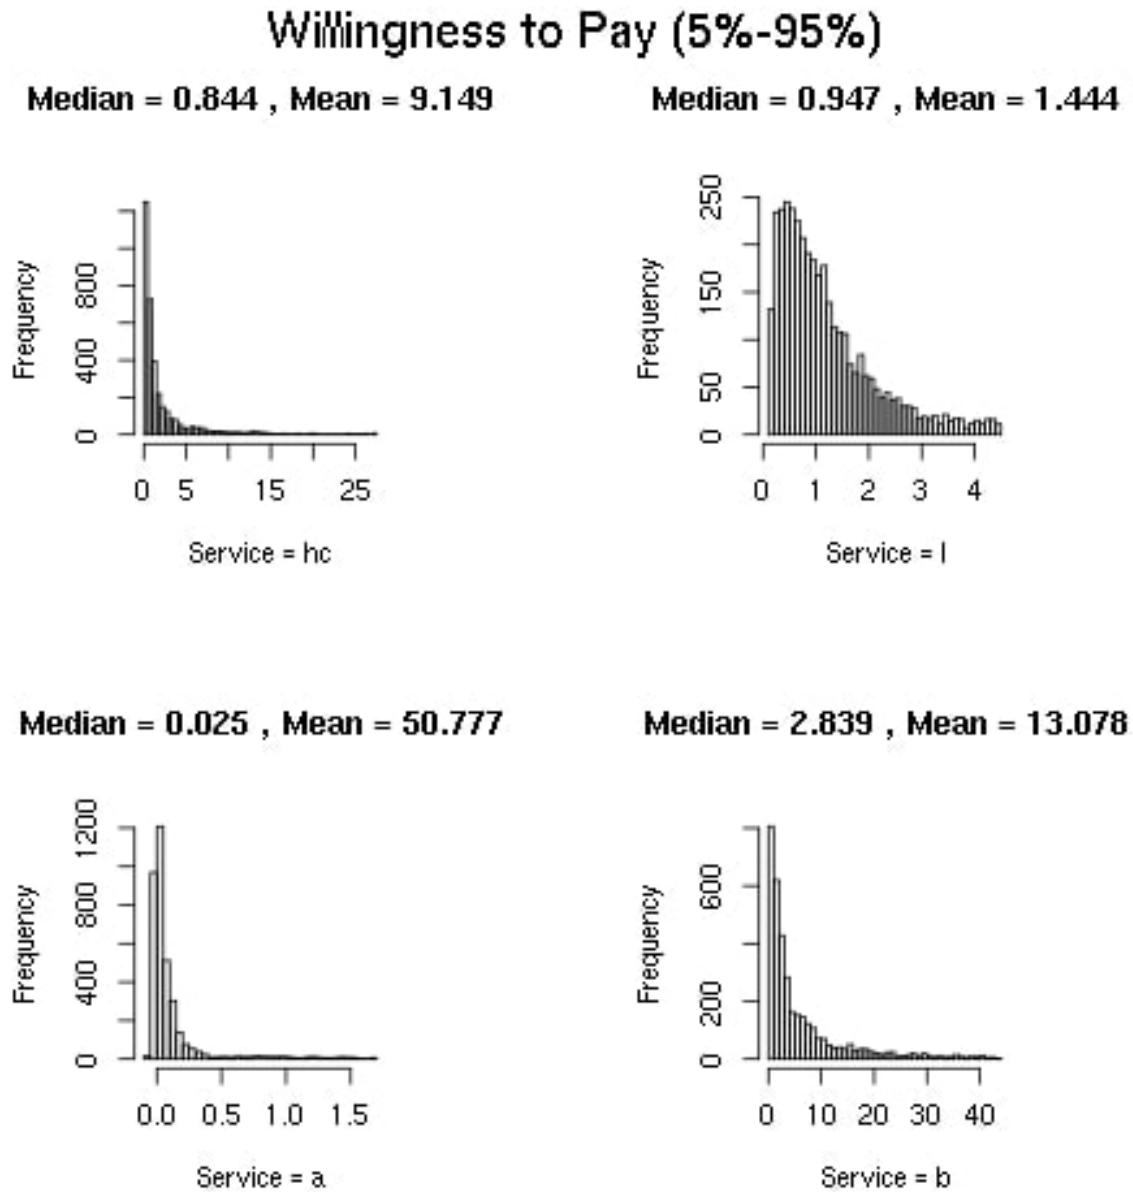 Willingness to Pay (5%-95%)
Median = 0.844 , Mean = 9.149
Frequency
0 400 800
0 5 15 25
Service = hc
Median = 0.947 , Mean = 1.444
Frequency
0 50 150 250
0 1 2 3 4
Service = l
Median = 0.025 , Mean = 50.777
Frequency
0 400 800 1200
0.0 0.5 1.0 1.5
Service = a
Median = 2.839 , Mean = 13.078
Frequency
0 200 600
0 10 20 30 40
Service = b